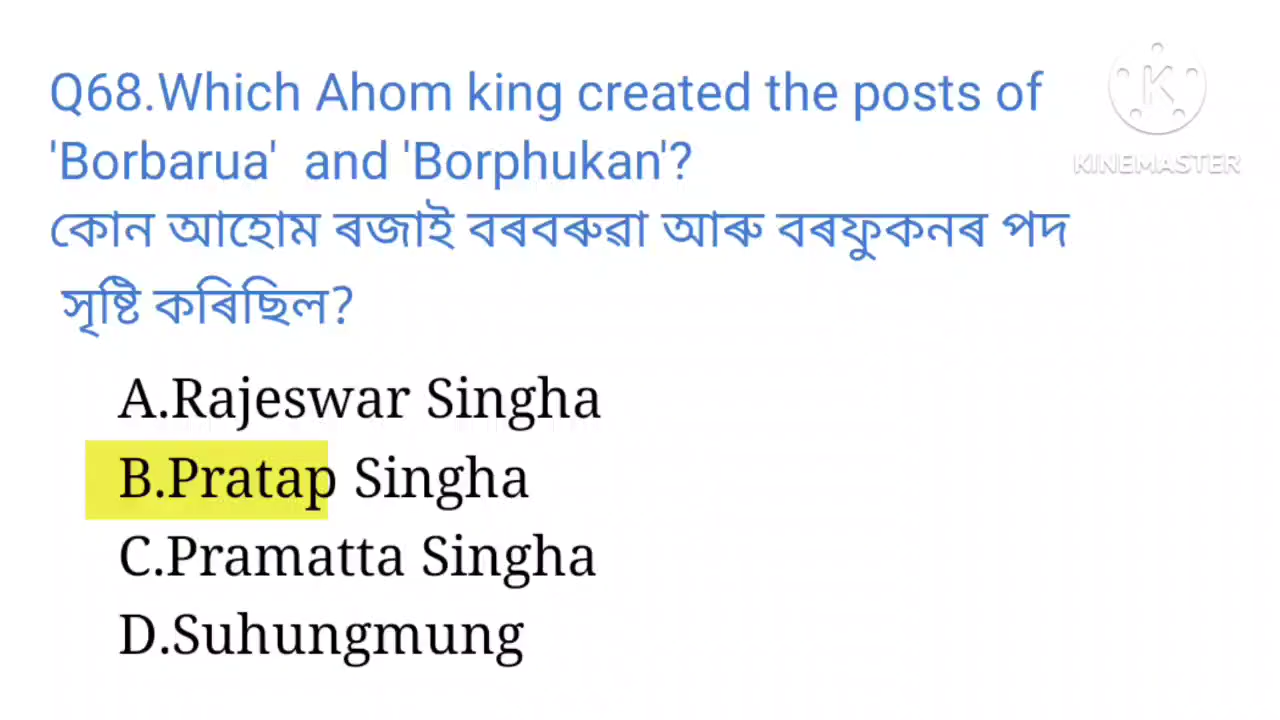 Q68.Which Ahom king created the posts of
'Borbarua' and 'Borphukan'?
কোন আহোম ৰজাই বৰবৰুৱা আৰু বৰফুকনৰ পদ
সৃষ্টি কৰিছিল?
A.Rajeswar Singha
B.Pratap Singha
C.Pramatta Singha
D.Suhungmung
K
KINEMASTER